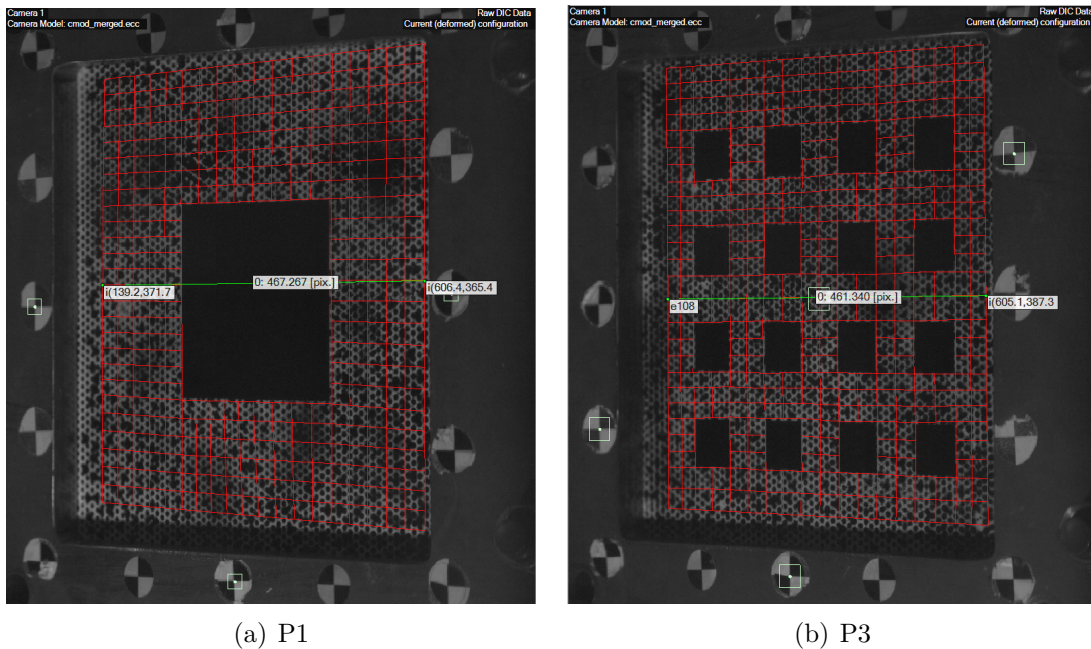 Camera 1
Raw DIC Data
Camera Model: cmod_merged.ecc
Current (deformed) configuration
0: 467.267 [pix.]
i(139.2,371.7
i(606.4,365.4
Camera 1
Raw DIC Data
Camera Model: cmod_merged.ecc
Current (deformed) configuration
0: 461.340 [pix.]
e108
i(605.1,387.3
(a) P1
(b) P3